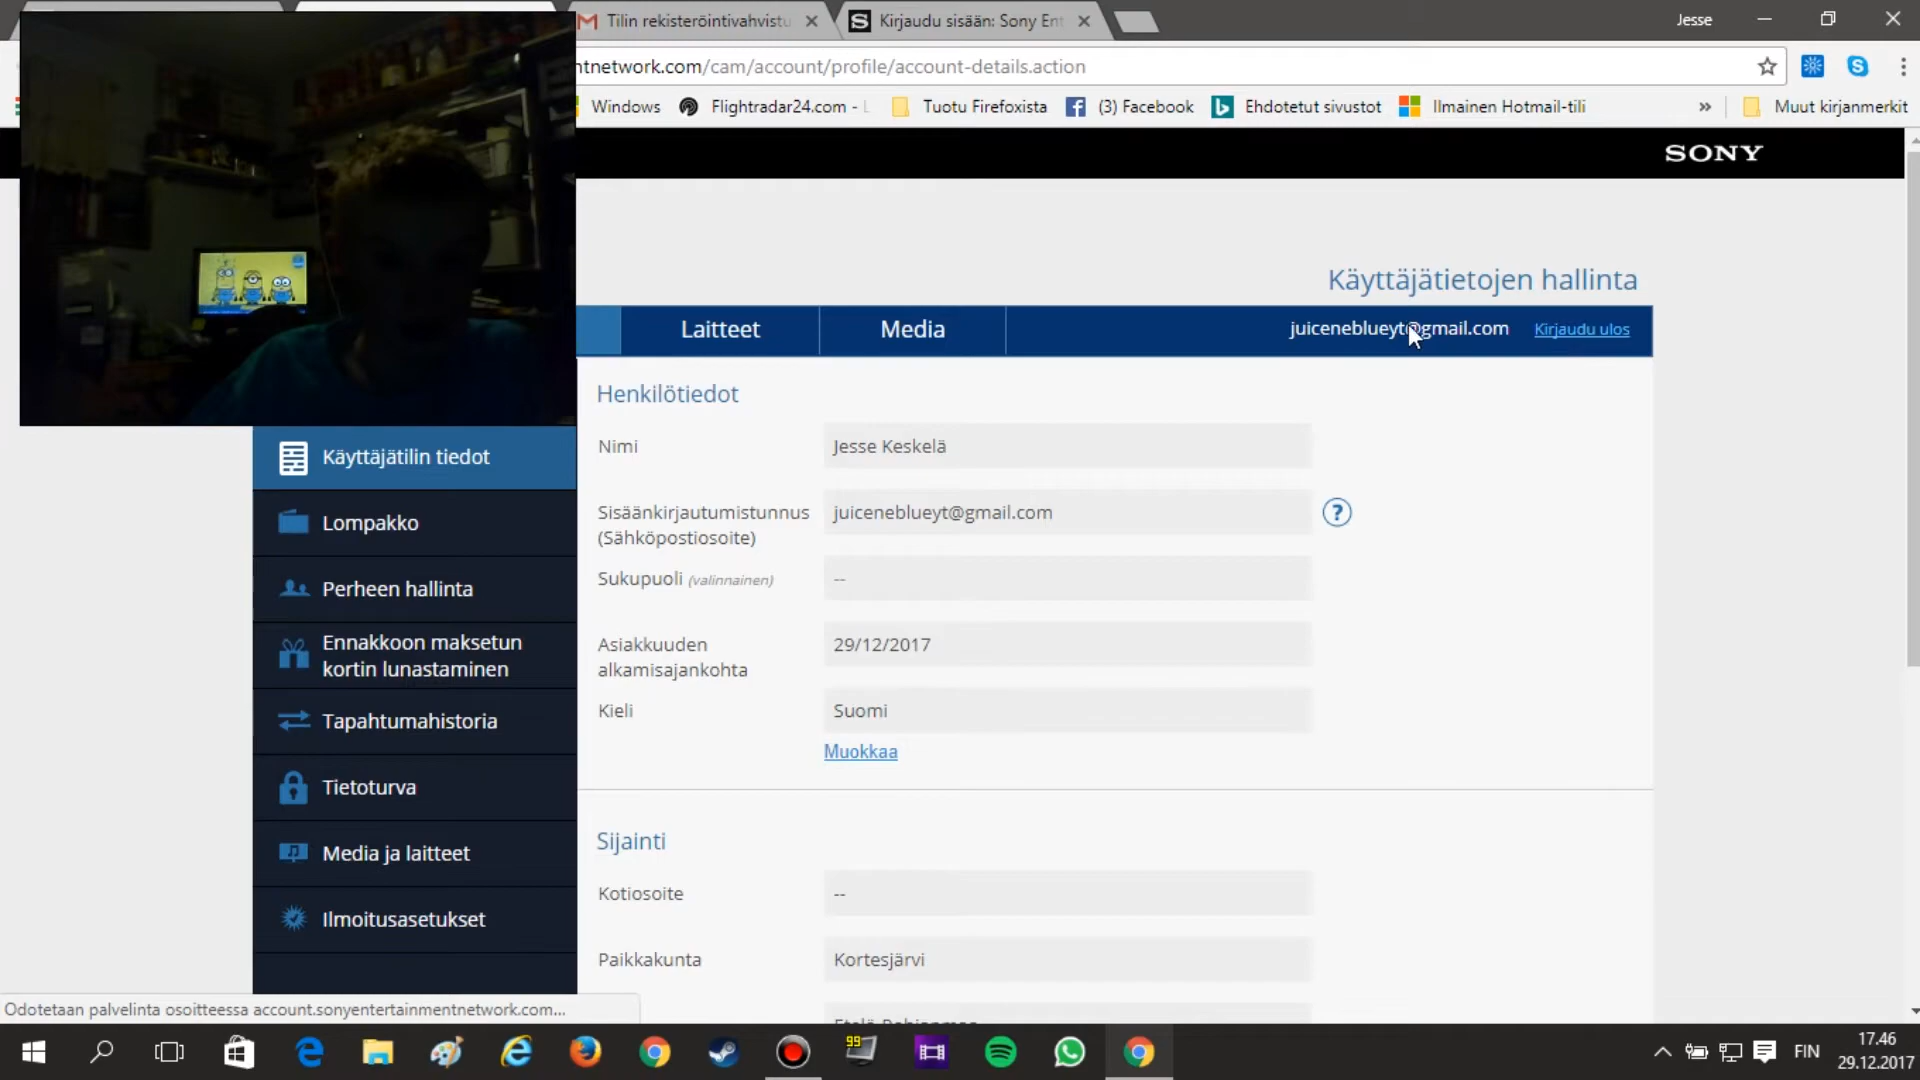 Tilin rekisteröintivahvistu
Kirjaudu sisään: Sony Ent
Jesse
ntnetwork.com/cam/account/profile/account-details.action
Windows
Flightradar24.com - L
Tuotu Firefoxista
(3) Facebook
Ehdotetut sivustot
Ilmainen Hotmail-tili
»
Muut kirjanmerkit
SONY
Käyttäjätietojen hallinta
Laitteet
Media
juiceneblueyt@gmail.com
Kirjaudu ulos
Henkilötiedot
Nimi
Jesse Keskelä
Sisäänkirjautumistunnus
(Sähköpostiosoite)
juiceneblueyt@gmail.com
?
Sukupuoli (valinnainen)
--
Asiakkuuden
alkamisajankohta
29/12/2017
Kieli
Suomi
Muokkaa
Sijainti
Kotiosoite
--
Paikkakunta
Kortesjärvi
Käyttäjätilin tiedot
Lompakko
Perheen hallinta
Ennakkoon maksetun
kortin lunastaminen
Tapahtumahistoria
Tietoturva
Media ja laitteet
Ilmoitusasetukset
Odotetaan palvelinta osoitteessa account.sonyentertainmentnetwork.com...
99
FIN
17.46
29.12.2017